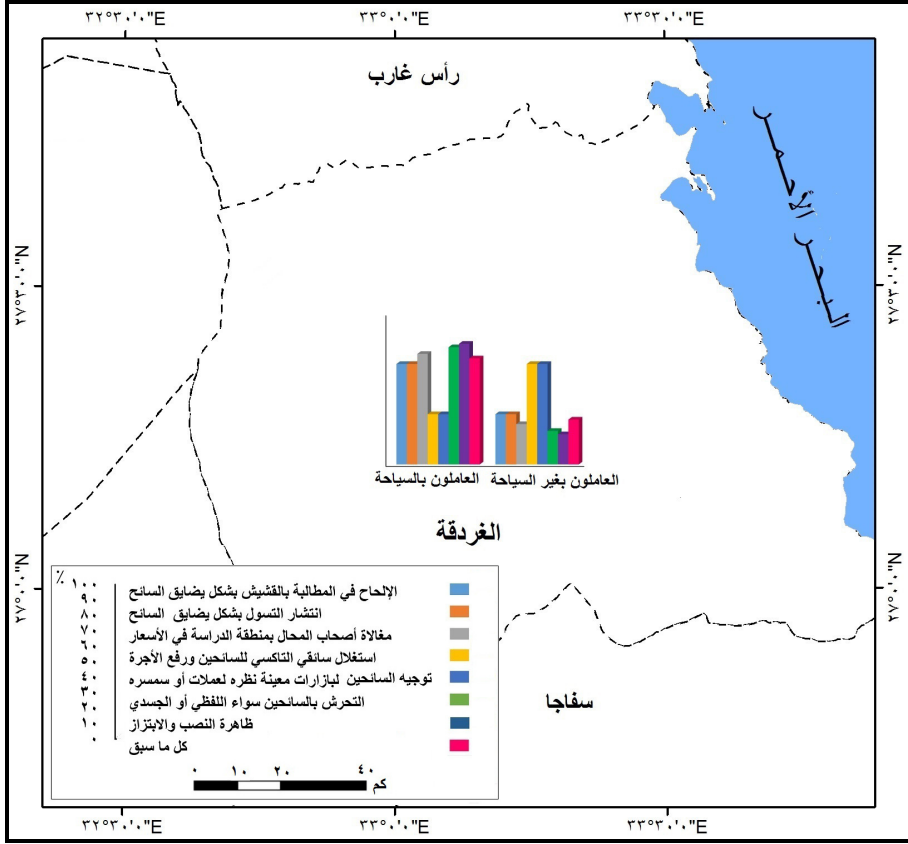 ٣٢°٣٠'٠"E ٣٣°٠'٠"E ٣٣°٣٠'٠"E
رأس غارب
البحر الأحمر
٢٧°٣٠'٠"N ٢٧°٣٠'٠"N
العاملون بالسياحة العاملون بغير السياحة
الغردقة
٢٧°٠'٠"N ٢٧°٠'٠"N
سفاجا
٪ ١٠٠
٩٠
٨٠
٧٠
٦٠
٥٠
٤٠
٣٠
٢٠
١٠
٠
الإلحاح في المطالبة بالقشيش بشكل يضايق السائح
انتشار التسول بشكل يضايق السائح
مغالاة أصحاب المحال بمنطقة الدراسة في الأسعار
استغلال سائقي التاكسي للسائحين ورفع الأجرة
توجيه السائحين لبازارات معينة نظره لعملات أو سمسره
التحرش بالسائحين سواء اللفظي أو الجسدي
ظاهرة النصب والابتزاز
كل ما سبق
٠ ١٠ ٢٠ ٤٠
كم
٣٢°٣٠'٠"E ٣٣°٠'٠"E ٣٣°٣٠'٠"E